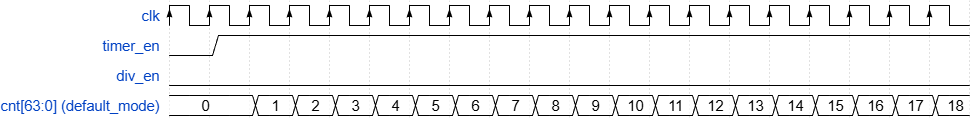 clk
timer_en
div_en
cnt[63:0] (default_mode) 0 1 2 3 4 5 6 7 8 9 10 11 12 13 14 15 16 17 18